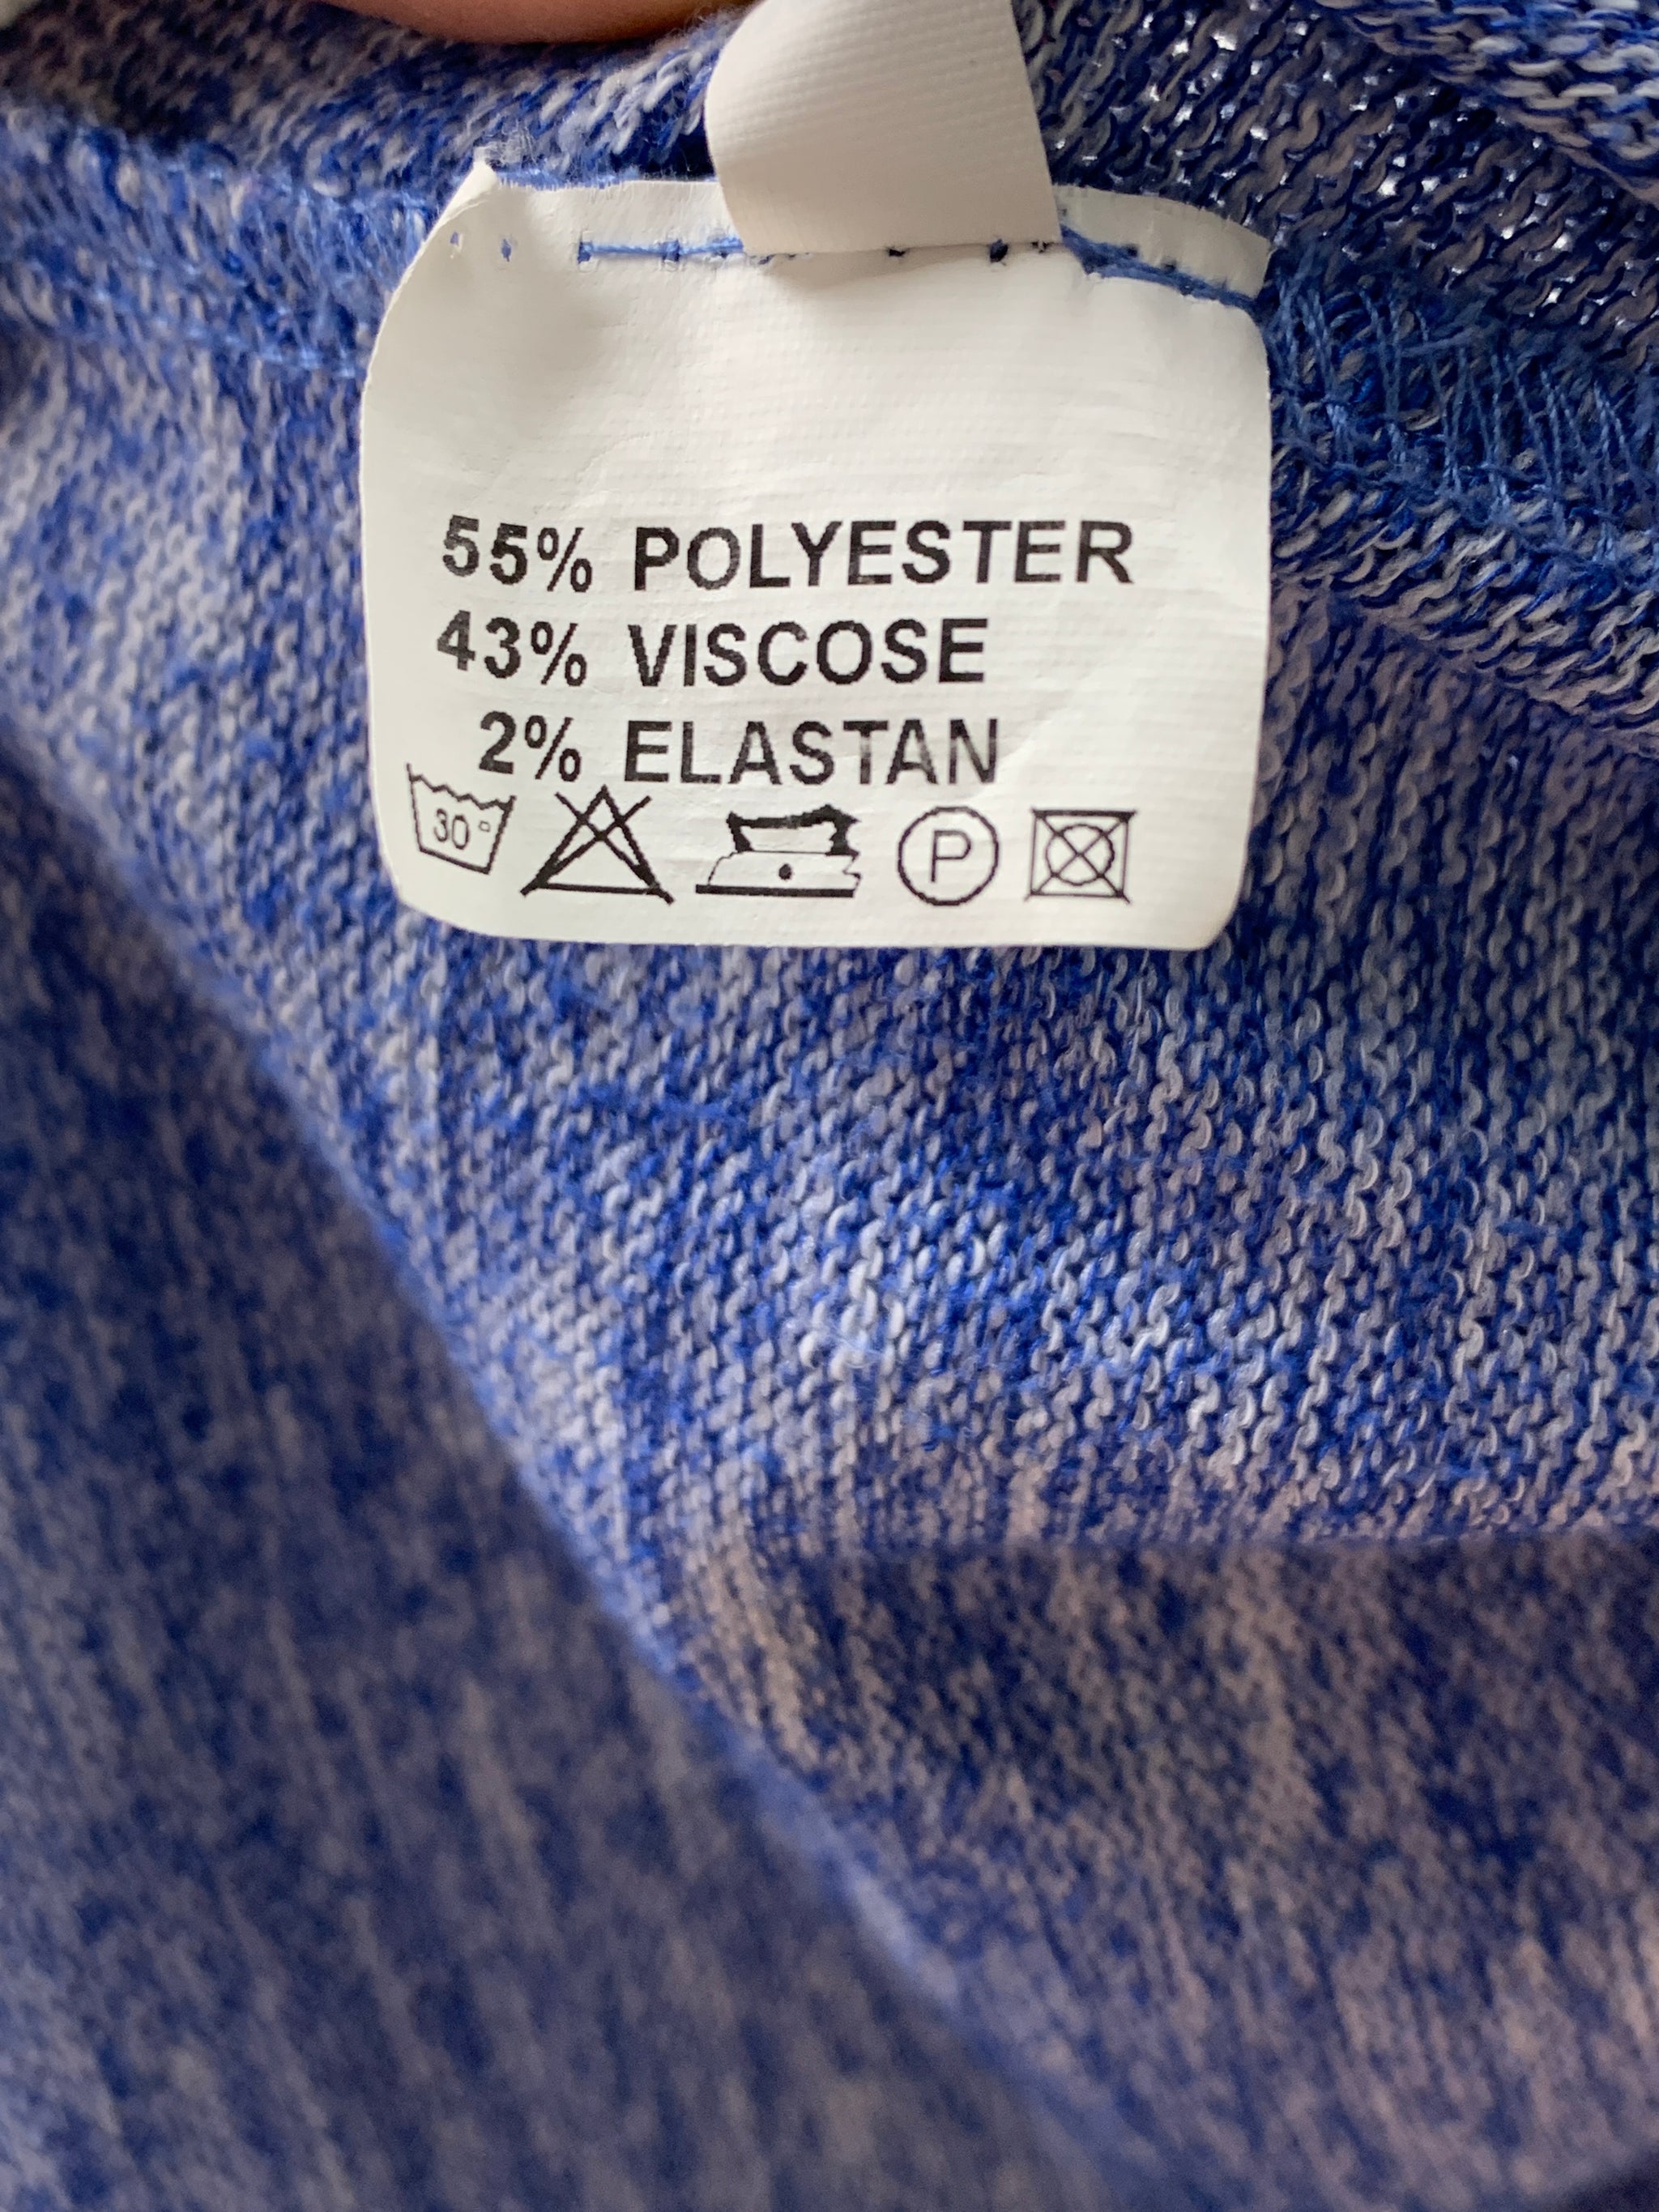 55% POLYESTER
43% VISCOSE
2% ELASTAN
30°
P